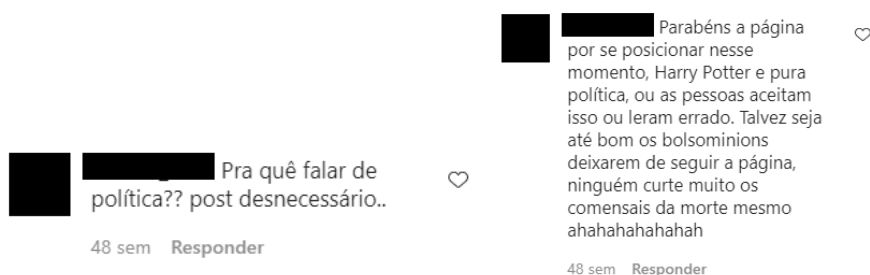 Pra quê falar de
política?? post desnecessário..
48 sem Responder
Parabéns a página
por se posicionar nesse
momento, Harry Potter e pura
política, ou as pessoas aceitam
isso ou leram errado. Talvez seja
até bom os bolsominions
deixarem de seguir a página,
ninguém curte muito os
comensais da morte mesmo
ahahahahahahah
48 sem Responder